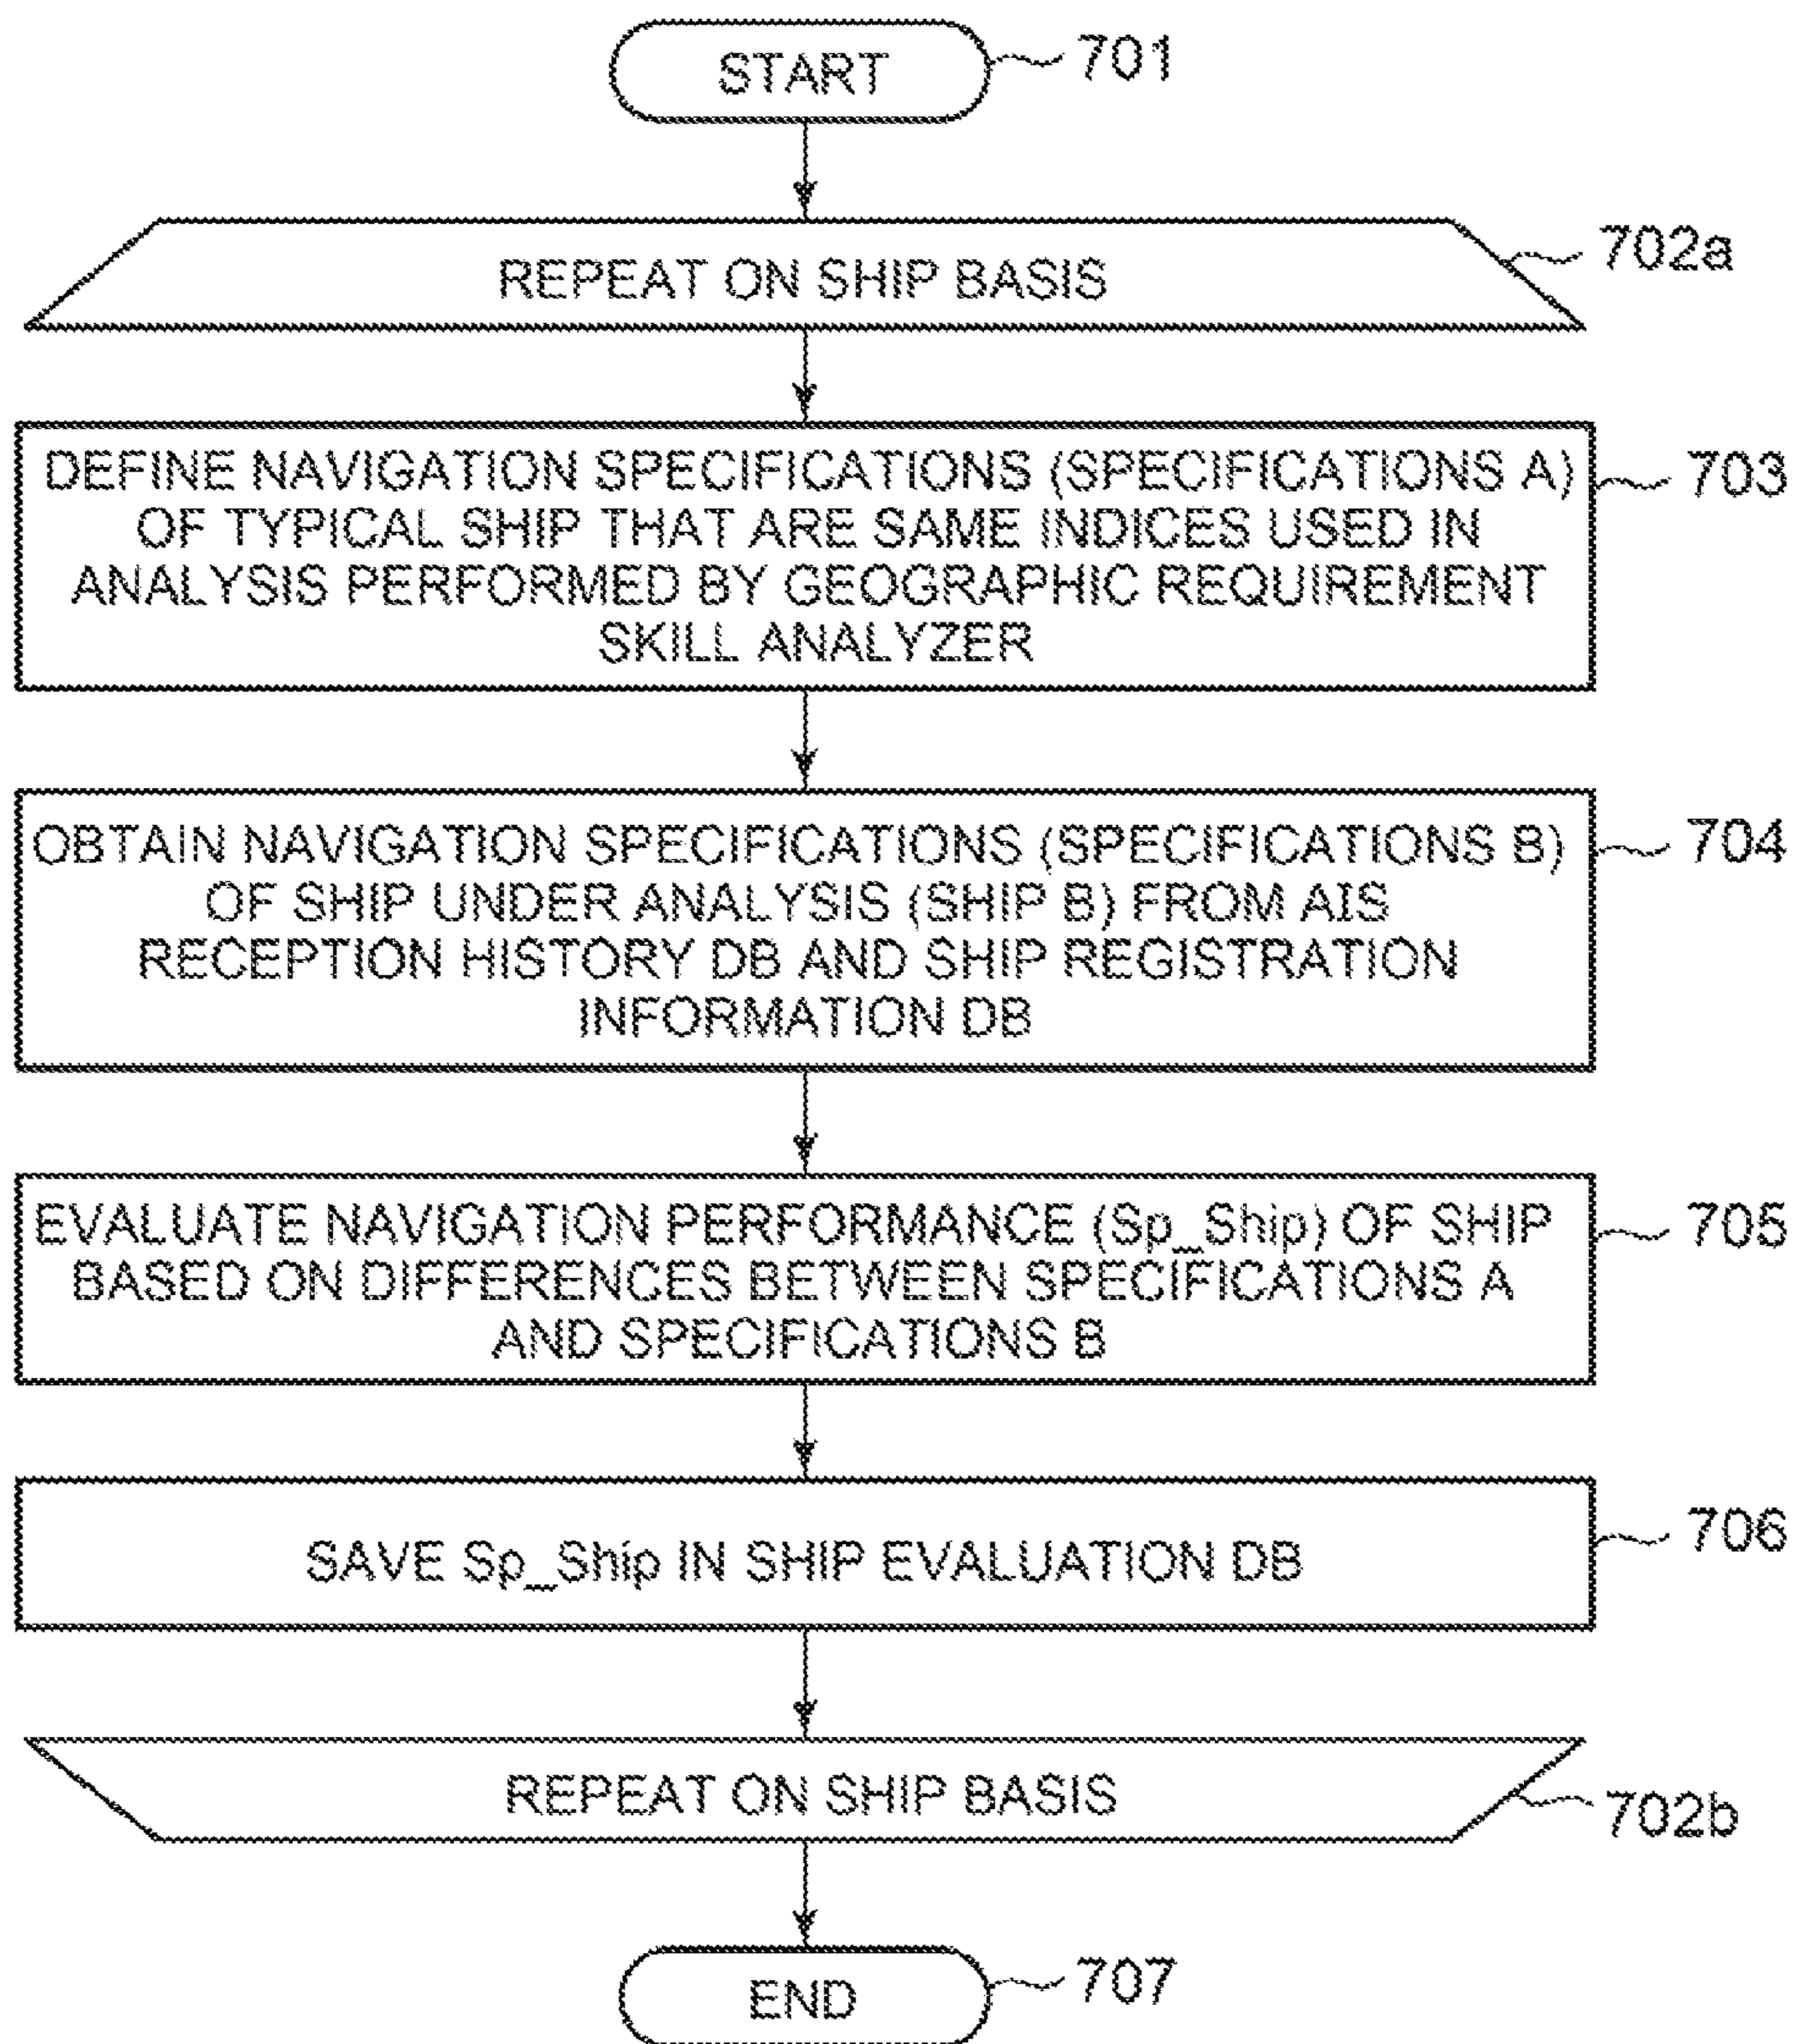 START
701
REPEAT ON SHIP BASIS
702a
DEFINE NAVIGATION SPECIFICATIONS (SPECIFICATIONS A)
OF TYPICAL SHIP THAT ARE SAME INDICES USED IN
ANALYSIS PERFORMED BY GEOGRAPHIC REQUIREMENT
SKILL ANALYZER
703
OBTAIN NAVIGATION SPECIFICATIONS (SPECIFICATIONS B)
OF SHIP UNDER ANALYSIS (SHIP B) FROM AIS
RECEPTION HISTORY DB AND SHIP REGISTRATION
INFORMATION DB
704
EVALUATE NAVIGATION PERFORMANCE (Sp_Ship) OF SHIP
BASED ON DIFFERENCES BETWEEN SPECIFICATIONS A
AND SPECIFICATIONS B
705
SAVE Sp_Ship IN SHIP EVALUATION DB
706
REPEAT ON SHIP BASIS
702b
END
707